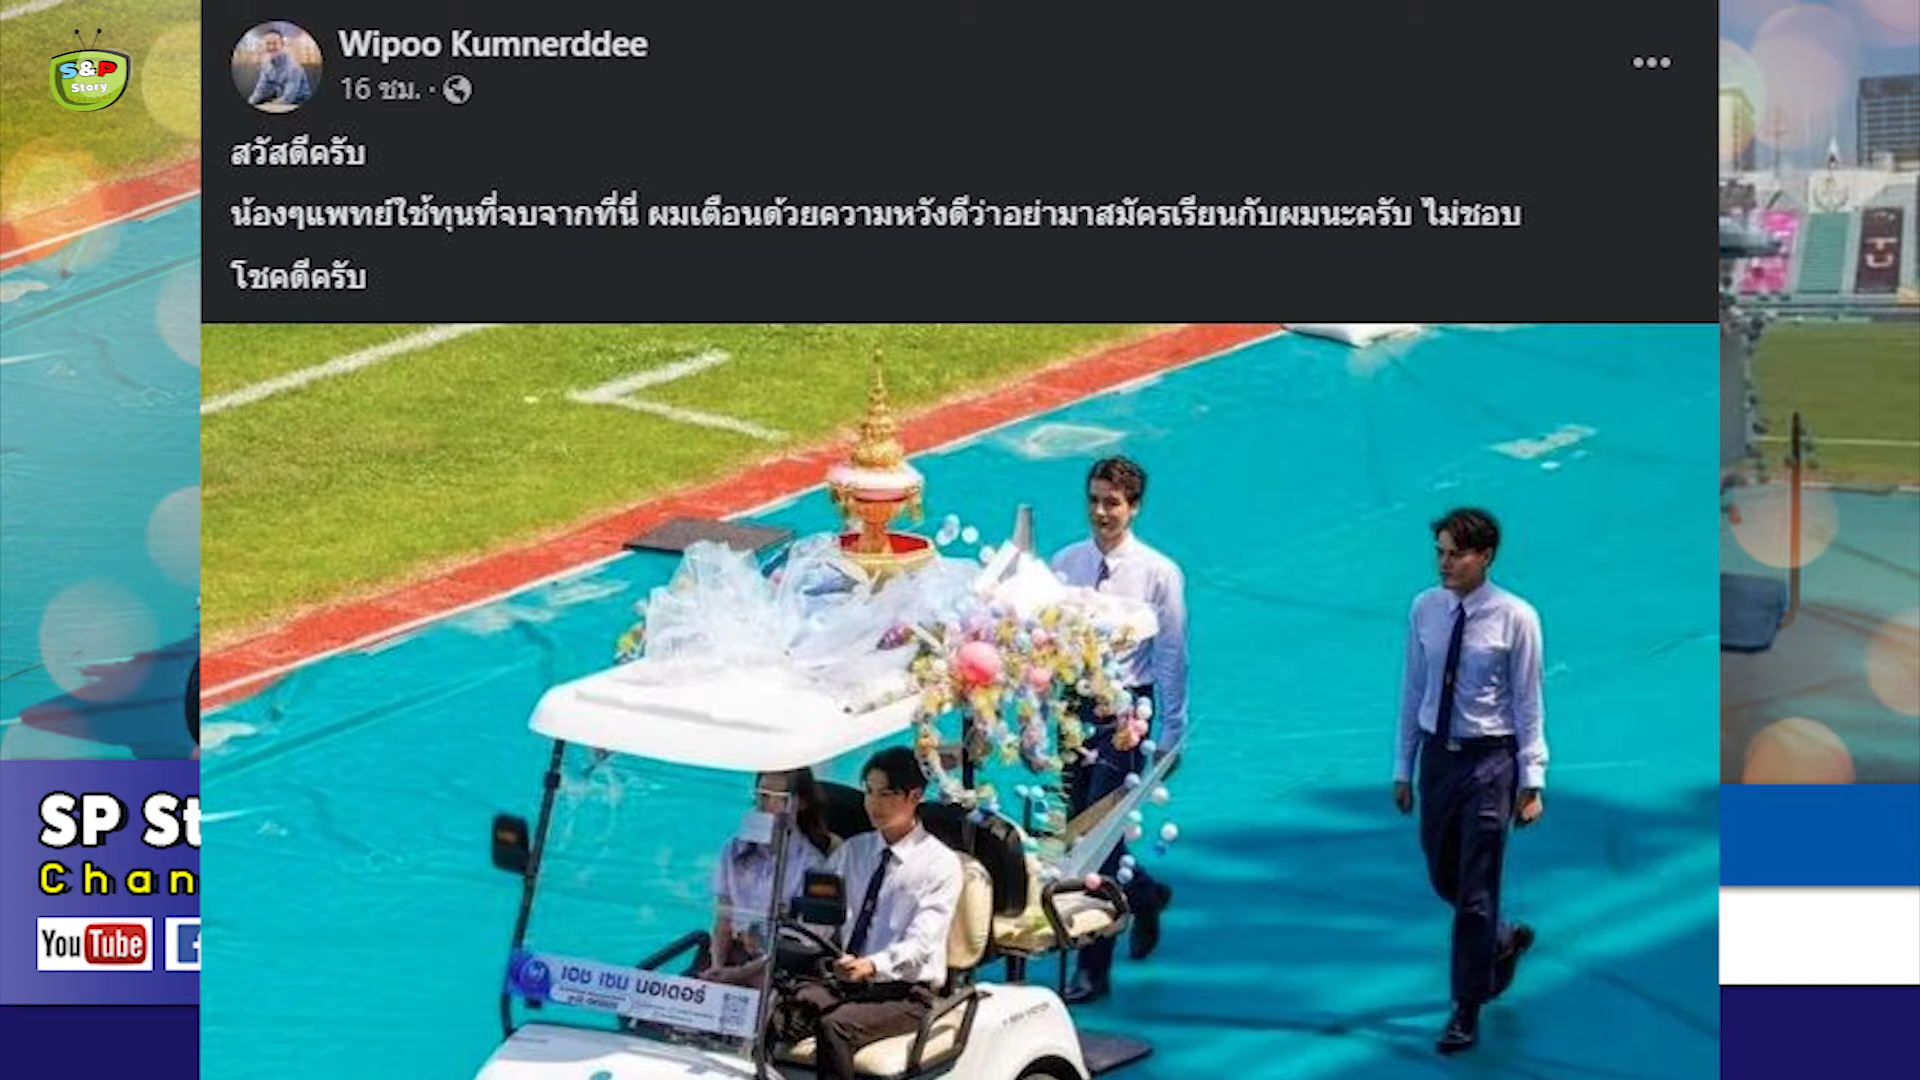 S&P
Story
Wipoo Kumnerddee
16 ชม. ·
สวัสดีครับ
น้องๆแพทย์ใช้ทุนที่จบจากที่นี่ ผมเตือนด้วยความหวังดีว่าอย่ามาสมัครเรียนกับผมนะครับ ไม่ชอบ
โชคดีครับ
เอช เซม มอเตอร์
SP St
Chan
YouTube